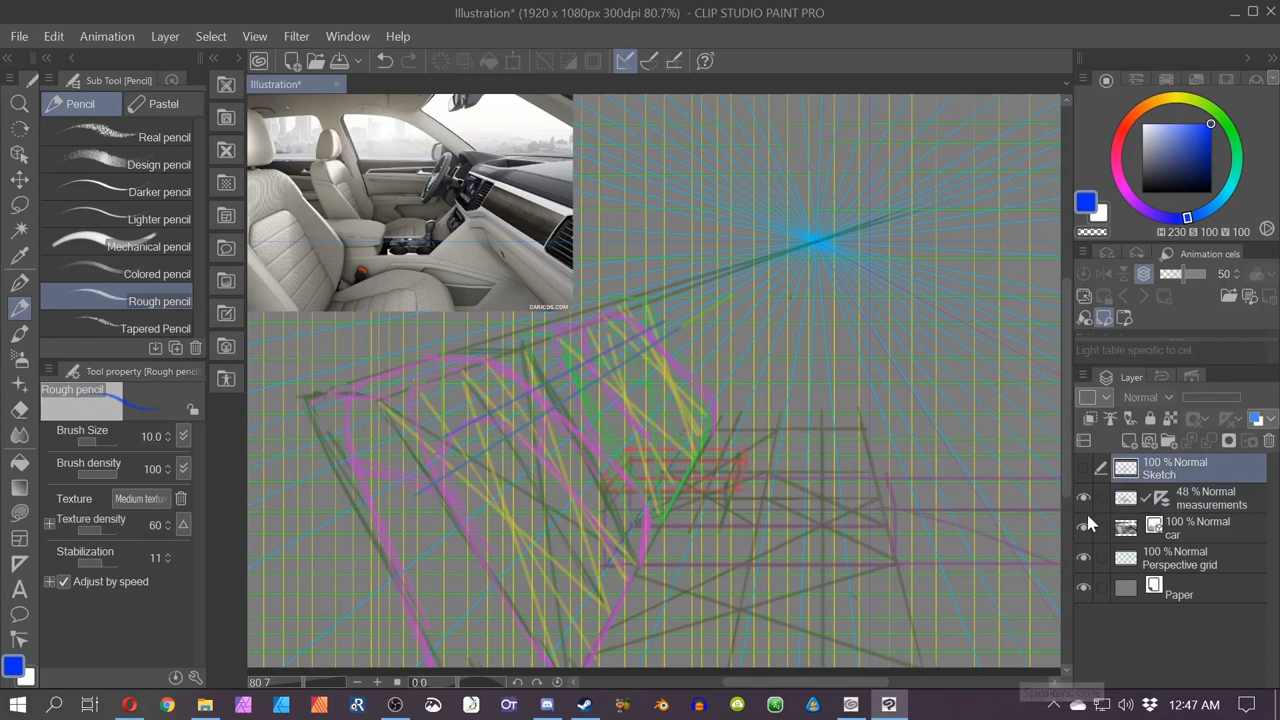 Illustration* (1920 x 1080px 300dpi 80.7%) - CLIP STUDIO PAINT PRO
File Edit Animation Layer Select View Filter Window Help
Sub Tool [Pencil]
Illustration*
Pencil Pastel
Real pencil
Design pencil
Darker pencil
Lighter pencil
Mechanical pencil
Colored pencil
Rough pencil
Tapered Pencil
Tool property [Rough pencil]
Rough pencil
Brush Size 10.0
Brush density 100
Texture Medium textur
Texture density 60
Stabilization 11
Adjust by speed
CARICOS.COM
80.7 0.0
H 230 S 100 V 100
Animation cels
50
Light table specific to cel
Layer
Normal
100 % Normal
Sketch
48 % Normal
measurements
100 % Normal
car
100 % Normal
Perspective grid
Paper
12:47 AM